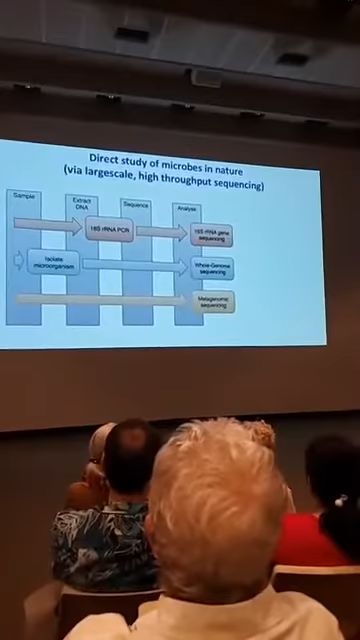 Direct study of microbes in nature
(via largescale, high throughput sequencing)
Sample
Extract
DNA
Sequence
Analyse
16S rRNA PCR
16S rRNA gene
sequencing
Isolate
microorganism
Whole-Genome
sequencing
Metagenomic
sequencing